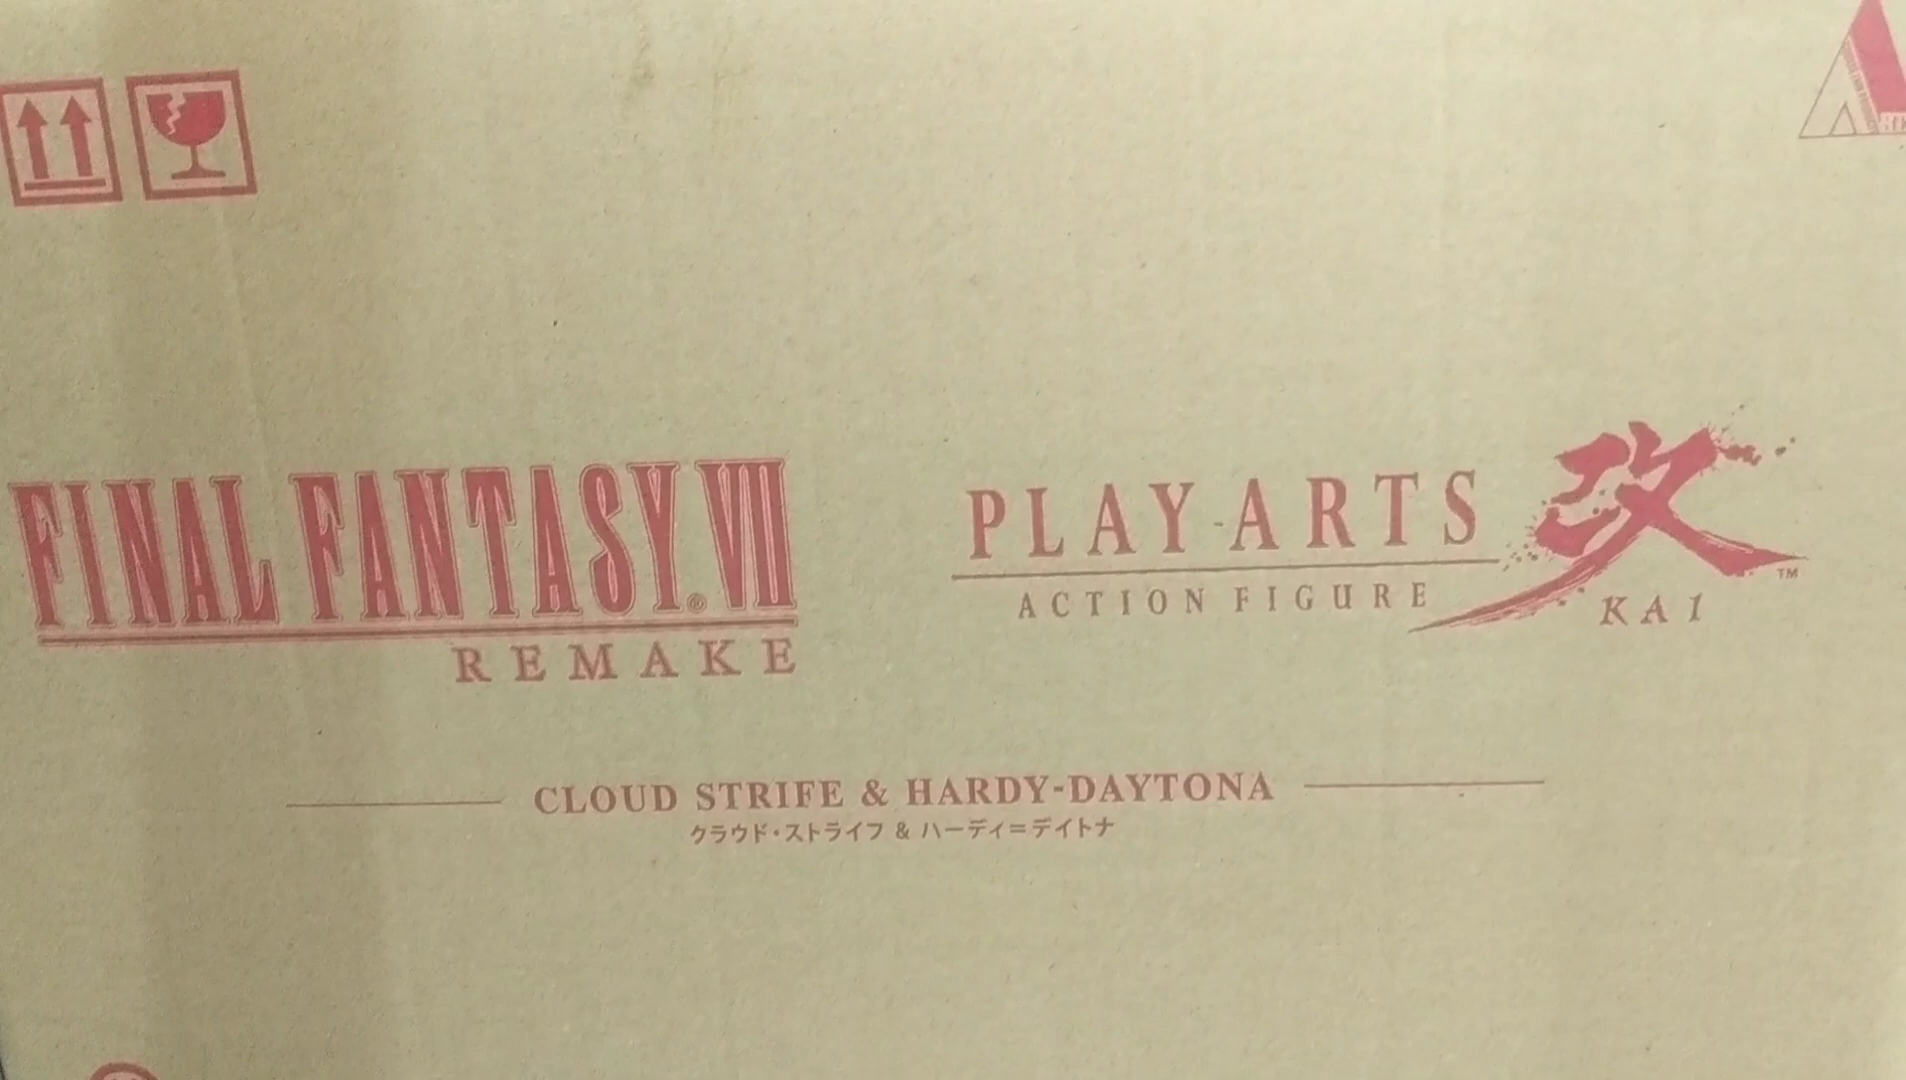 FINAL FANTASY® VII
REMAKE
PLAY ARTS 改 ™
ACTION FIGURE KAI
CLOUD STRIFE & HARDY-DAYTONA
クラウド・ストライフ & ハーディ=デイトナ